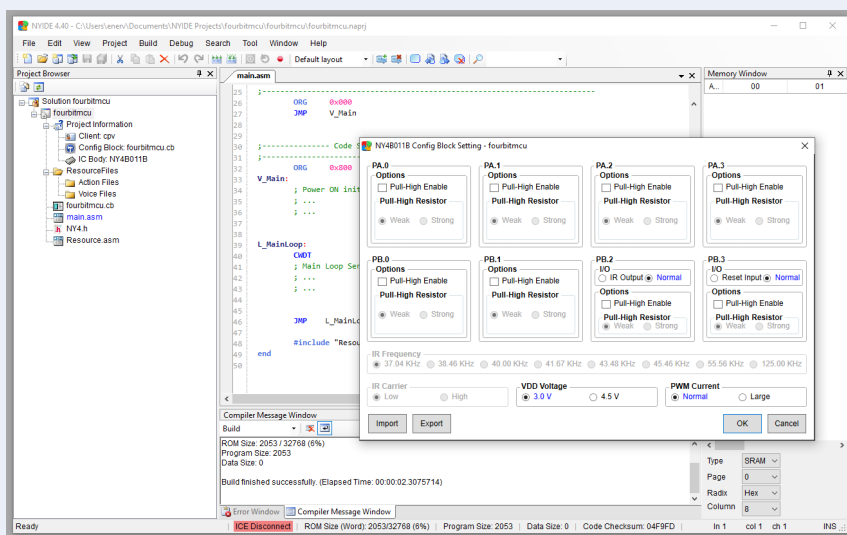 NYIDE 4.40 - C:\Users\enerv\Documents\NYIDE Projects\fourbitmcu\fourbitmcu\fourbitmcu.naprj
File Edit View Project Build Debug Search Tool Window Help
Default layout
Project Browser
Solution fourbitmcu
fourbitmcu
Project Information
Client: cpv
Config Block: fourbitmcu.cb
IC Body: NY4B011B
ResourceFiles
Action Files
Voice Files
fourbitmcu.cb
main.asm
NY4.h
Resource.asm
main.asm
25 ;--------------------------------------------------------------
26 ORG 0x000
27 JMP V_Main
28
29
30 ;-------------- Code S
31 ;--------------
32 ORG 0x800
33 V_Main:
34 ; Power ON init
35 ; ...
36 ; ...
37
38
39 L_MainLoop:
40 CWDT
41 ; Main Loop Ser
42 ; ...
43 ; ...
44
45
46 JMP L_MainLo
47
48 #include "Resou
49 end
50
Memory Window
A... 00 01
NY4B011B Config Block Setting - fourbitmcu
PA.0 PA.1 PA.2 PA.3
Options Options Options Options
Pull-High Enable Pull-High Enable Pull-High Enable Pull-High Enable
Pull-High Resistor Pull-High Resistor Pull-High Resistor Pull-High Resistor
Weak Strong Weak Strong Weak Strong Weak Strong
PB.0 PB.1 PB.2 PB.3
Options Options I/O I/O
IR Output Normal Reset Input Normal
Pull-High Enable Pull-High Enable Options Options
Pull-High Resistor Pull-High Resistor Pull-High Enable Pull-High Enable
Pull-High Resistor Pull-High Resistor
Weak Strong Weak Strong Weak Strong Weak Strong
IR Frequency
37.04 KHz 38.46 KHz 40.00 KHz 41.67 KHz 43.48 KHz 45.46 KHz 55.56 KHz 125.00 KHz
IR Carrier VDD Voltage PWM Current
Low High 3.0 V 4.5 V Normal Large
Import Export OK Cancel
Compiler Message Window
Build
ROM Size: 2053 / 32768 (6%)
Program Size: 2053
Data Size: 0
Build finished successfully. (Elapsed Time: 00:00:02.3075714)
Error Window Compiler Message Window
Type SRAM
Page 0
Radix Hex
Column 8
Ready ICE Disconnect ROM Size (Word): 2053/32768 (6%) Program Size: 2053 Data Size: 0 Code Checksum: 04F9FD ln 1 col 1 ch 1 INS